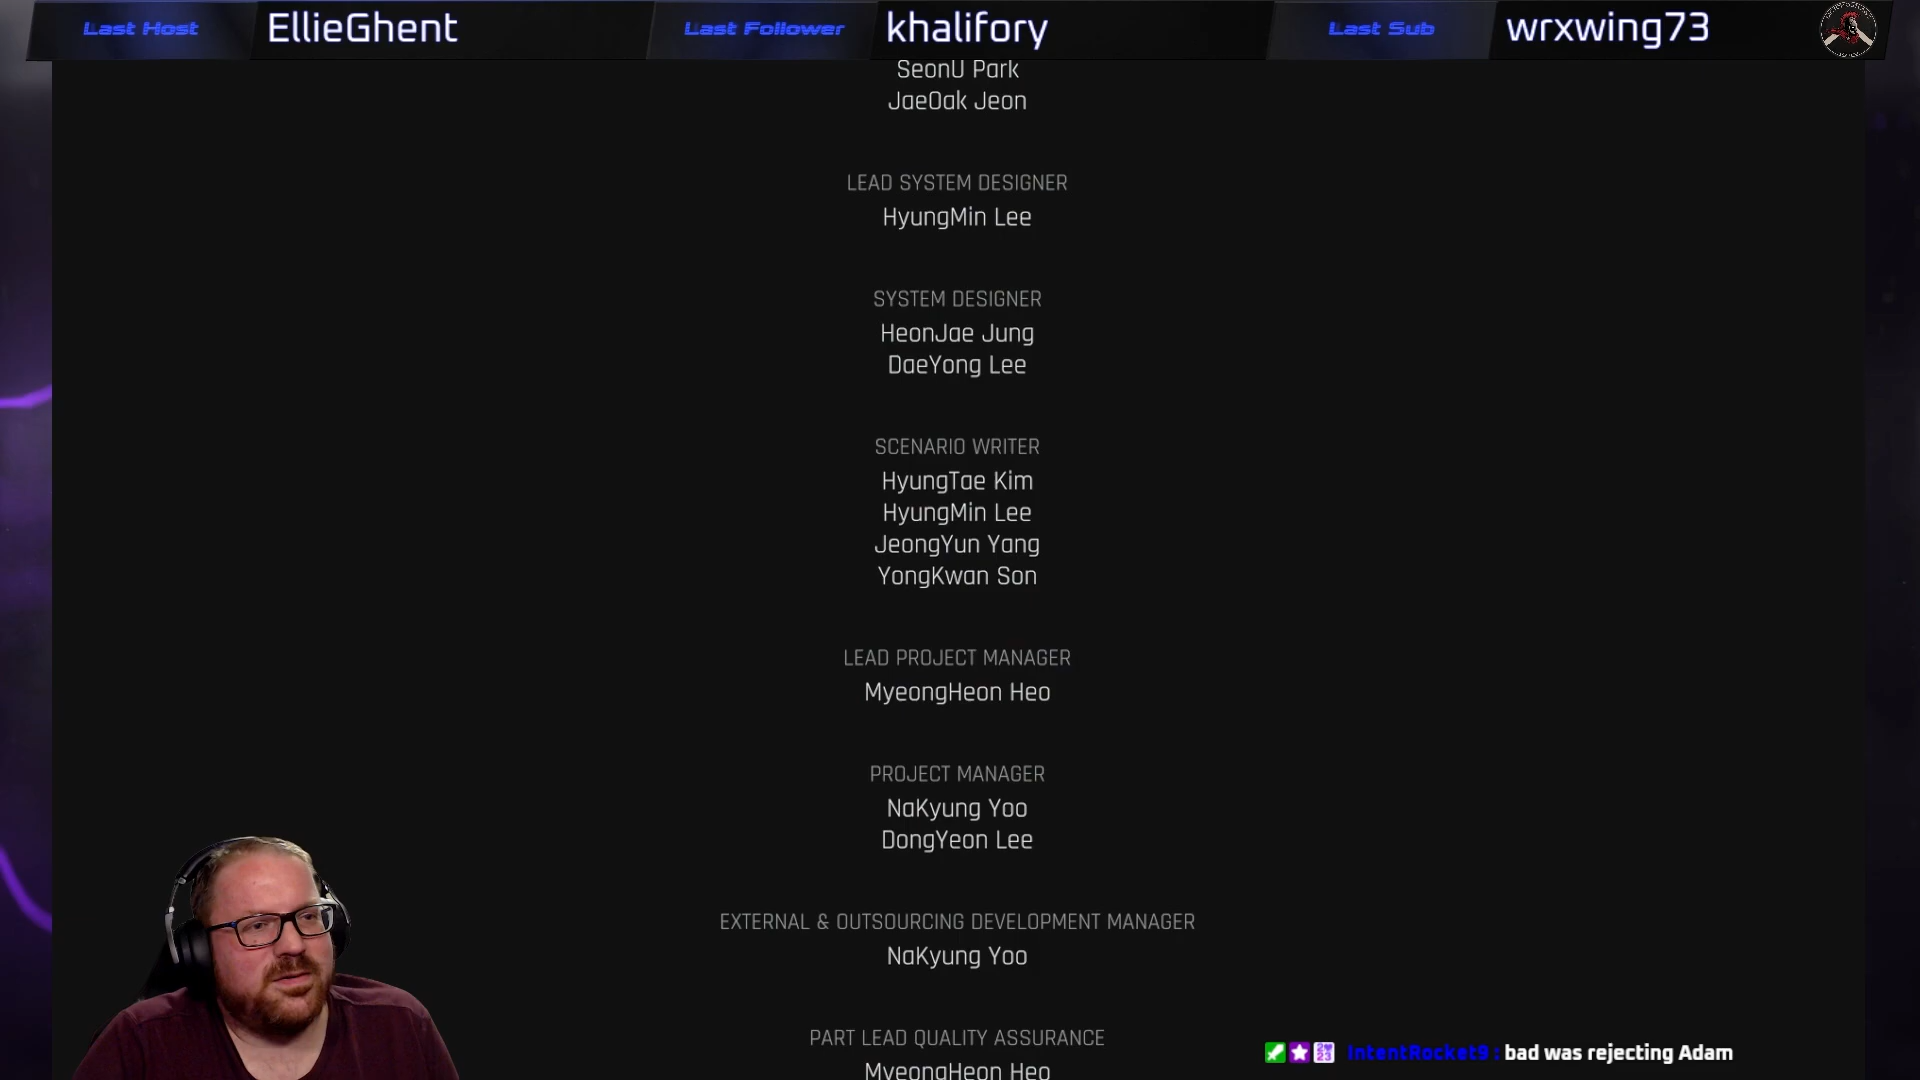 Last Host
EllieGhent
Last Follower
khalifory
Last Sub
wrxwing73
SeonU Park
JaeOak Jeon
LEAD SYSTEM DESIGNER
HyungMin Lee
SYSTEM DESIGNER
HeonJae Jung
DaeYong Lee
SCENARIO WRITER
HyungTae Kim
HyungMin Lee
JeongYun Yang
YongKwan Son
LEAD PROJECT MANAGER
MyeongHeon Heo
PROJECT MANAGER
NaKyung Yoo
DongYeon Lee
EXTERNAL & OUTSOURCING DEVELOPMENT MANAGER
NaKyung Yoo
PART LEAD QUALITY ASSURANCE
MyeongHeon Heo
IntentRocket9 : bad was rejecting Adam